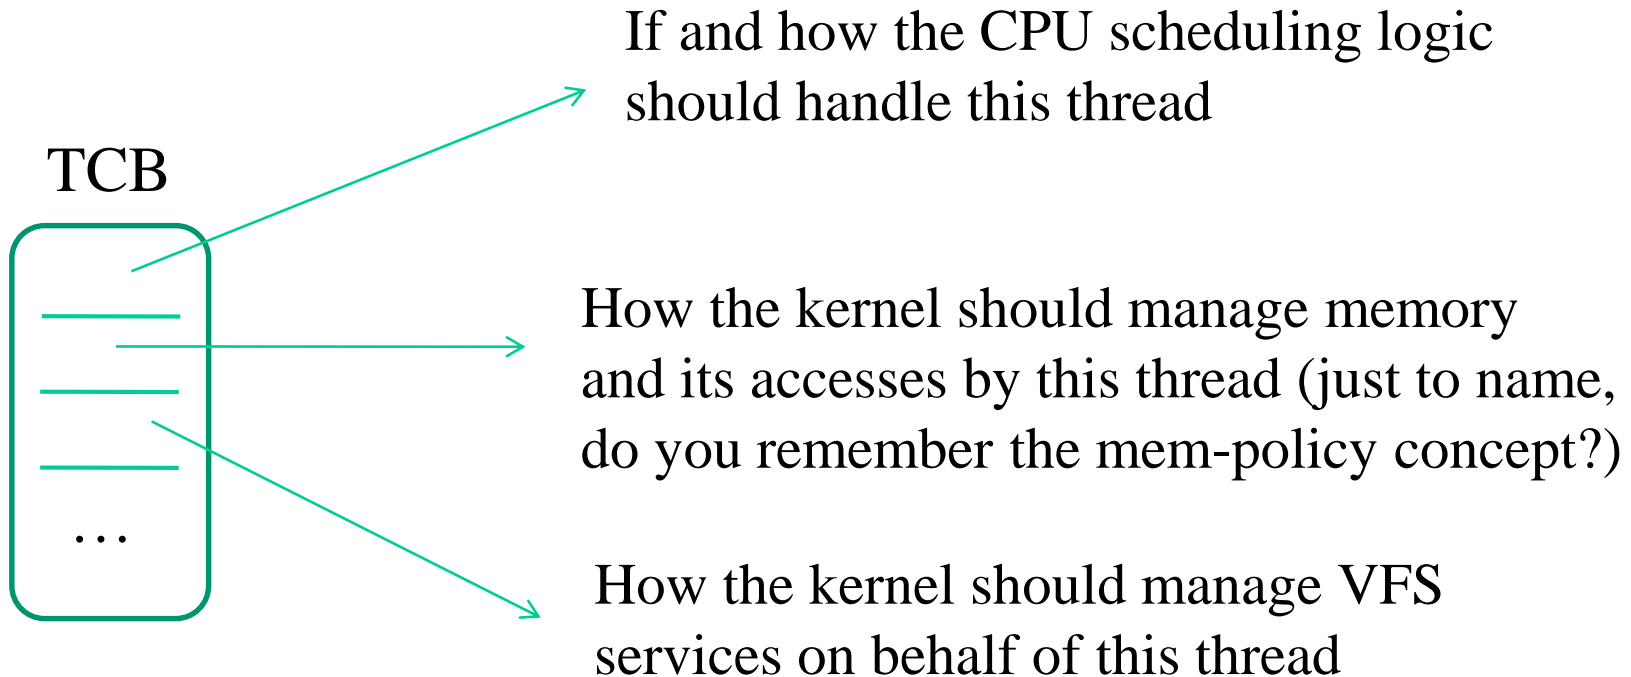 If and how the CPU scheduling logic
should handle this thread
TCB
How the kernel should manage memory
and its accesses by this thread (just to name,
do you remember the mem-policy concept?)
…
How the kernel should manage VFS
services on behalf of this thread